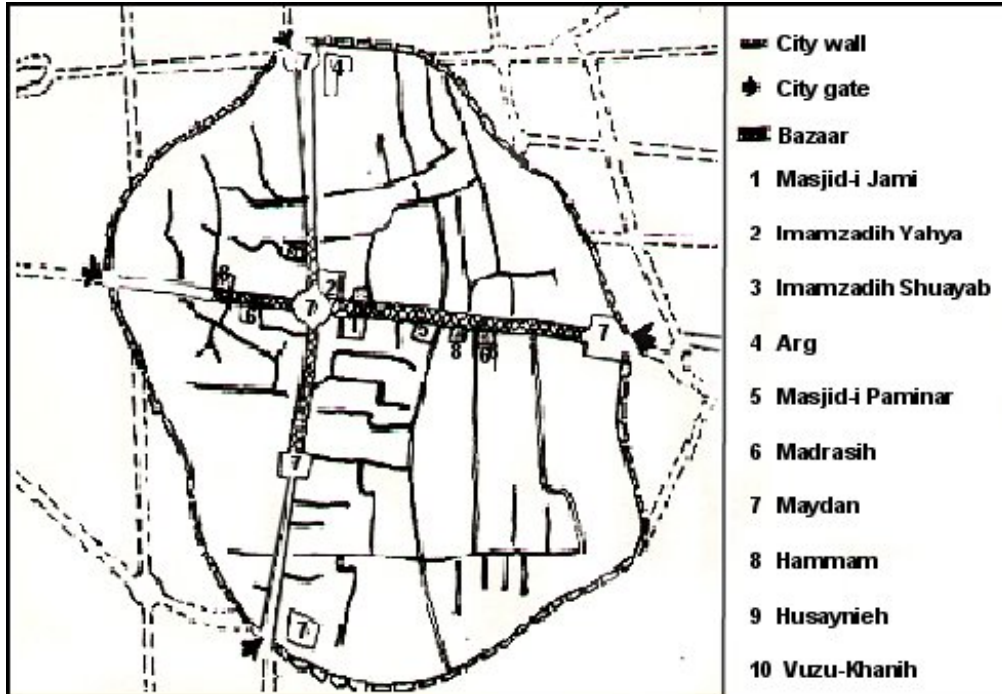 City wall
City gate
Bazaar
1 Masjid-i Jami
2 Imamzadih Yahya
3 Imamzadih Shuayab
4 Arg
5 Masjid-i Paminar
6 Madrasih
7 Maydan
8 Hammam
9 Husaynieh
10 Vuzu-Khanih
7
4
8
2
6
7
1
5
8
6
7
7
7